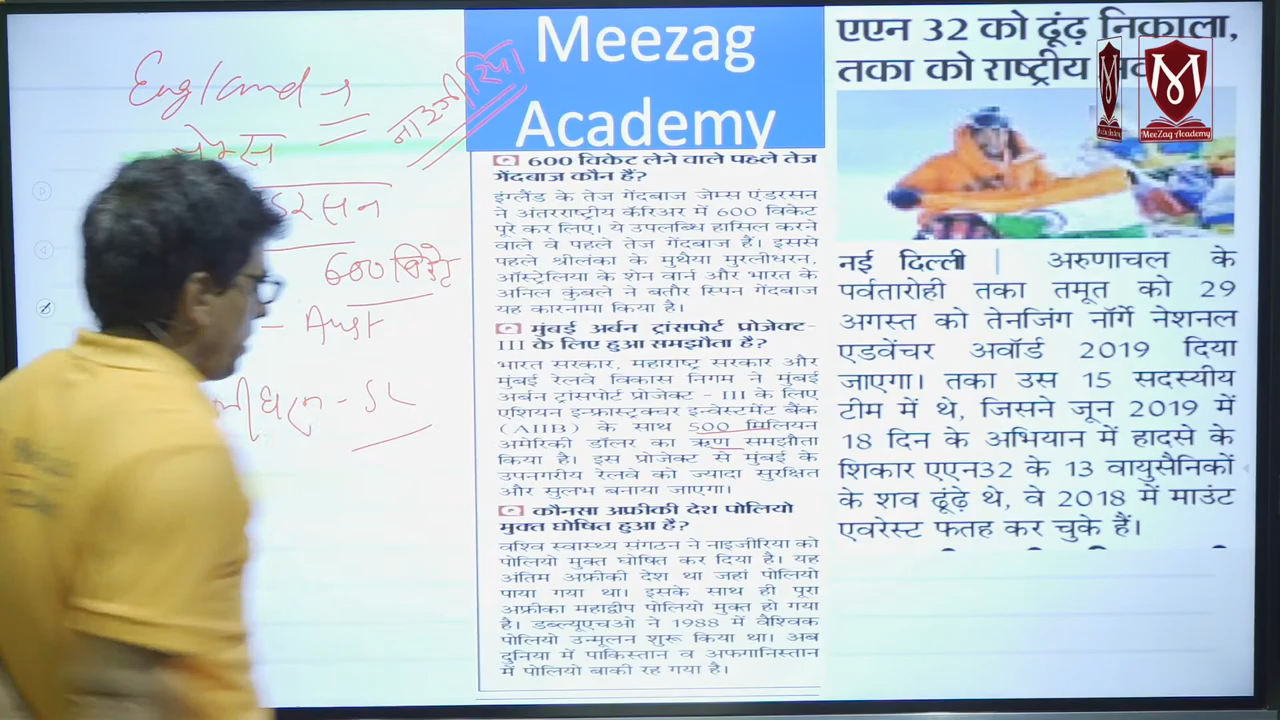 England →
जेम्स
डरसन
600 विकेट
- Aust
लीधरन - SL
नाइजीरिया
Meezag
Academy
600 विकेट लेने वाले पहले तेज
गेंदबाज कौन हैं?
इंग्लैंड के तेज गेंदबाज जेम्स एंडरसन
ने अंतरराष्ट्रीय कॅरिअर में 600 विकेट
पूरे कर लिए। ये उपलब्धि हासिल करने
वाले वे पहले तेज गेंदबाज हैं। इससे
पहले श्रीलंका के मुथैया मुरलीधरन,
ऑस्ट्रेलिया के शेन वार्न और भारत के
अनिल कुंबले ने बतौर स्पिन गेंदबाज
यह कारनामा किया है।
मुंबई अर्बन ट्रांसपोर्ट प्रोजेक्ट-
III के लिए हुआ समझौता है?
भारत सरकार, महाराष्ट्र सरकार और
मुंबई रेलवे विकास निगम ने मुंबई
अर्बन ट्रांसपोर्ट प्रोजेक्ट - III के लिए
एशियन इन्फ्रास्ट्रक्चर इन्वेस्टमेंट बैंक
(AIIB) के साथ 500 मिलियन
अमेरिकी डॉलर का ऋण समझौता
किया है। इस प्रोजेक्ट से मुंबई के
उपनगरीय रेलवे को ज्यादा सुरक्षित
और सुलभ बनाया जाएगा।
कौनसा अफ्रीकी देश पोलियो
मुक्त घोषित हुआ है?
वश्वि स्वास्थ्य संगठन ने नाइजीरिया को
पोलियो मुक्त घोषित कर दिया है। यह
अंतिम अफ्रीकी देश था जहां पोलियो
पाया गया था। इसके साथ ही पूरा
अफ्रीका महाद्वीप पोलियो मुक्त हो गया
है। डब्ल्यूएचओ ने 1988 में वैश्विक
पोलियो उन्मूलन शुरू किया था। अब
दुनिया में पाकिस्तान व अफगानिस्तान
में पोलियो बाकी रह गया है।
एएन 32 को ढूंढ़ निकाला,
तका को राष्ट्रीय
MeeZag Academy
नई दिल्ली | अरुणाचल के
पर्वतारोही तका तमूत को 29
अगस्त को तेनजिंग नॉर्गे नेशनल
एडवेंचर अवॉर्ड 2019 दिया
जाएगा। तका उस 15 सदस्यीय
टीम में थे, जिसने जून 2019 में
18 दिन के अभियान में हादसे के
शिकार एएन32 के 13 वायुसैनिकों
के शव ढूंढ़े थे, वे 2018 में माउंट
एवरेस्ट फतह कर चुके हैं।